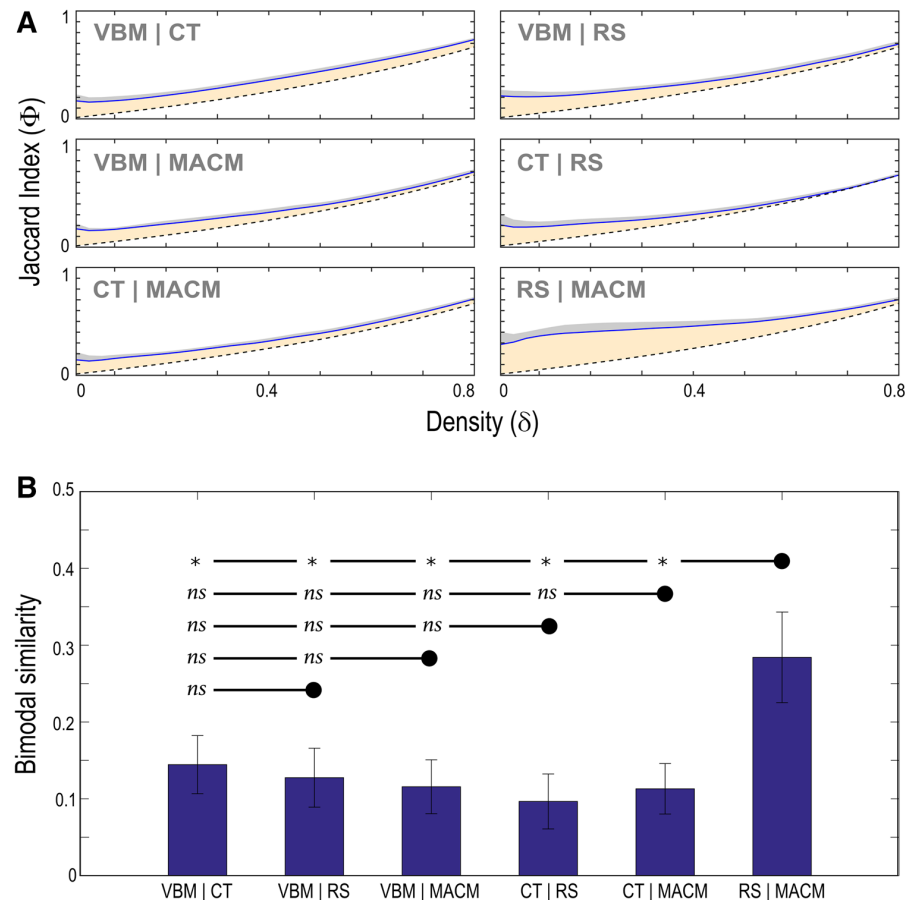 A
VBM | CT
VBM | RS
1
0
VBM | MACM
CT | RS
1
0
CT | MACM
RS | MACM
1
0
Jaccard Index (Φ)
0 0.4 0.8 0 0.4 0.8
Density (δ)
B
0.5
0.4
0.3
0.2
0.1
0
Bimodal similarity
* * * * *
ns ns ns ns
ns ns ns
ns ns
ns
VBM | CT VBM | RS VBM | MACM CT | RS CT | MACM RS | MACM